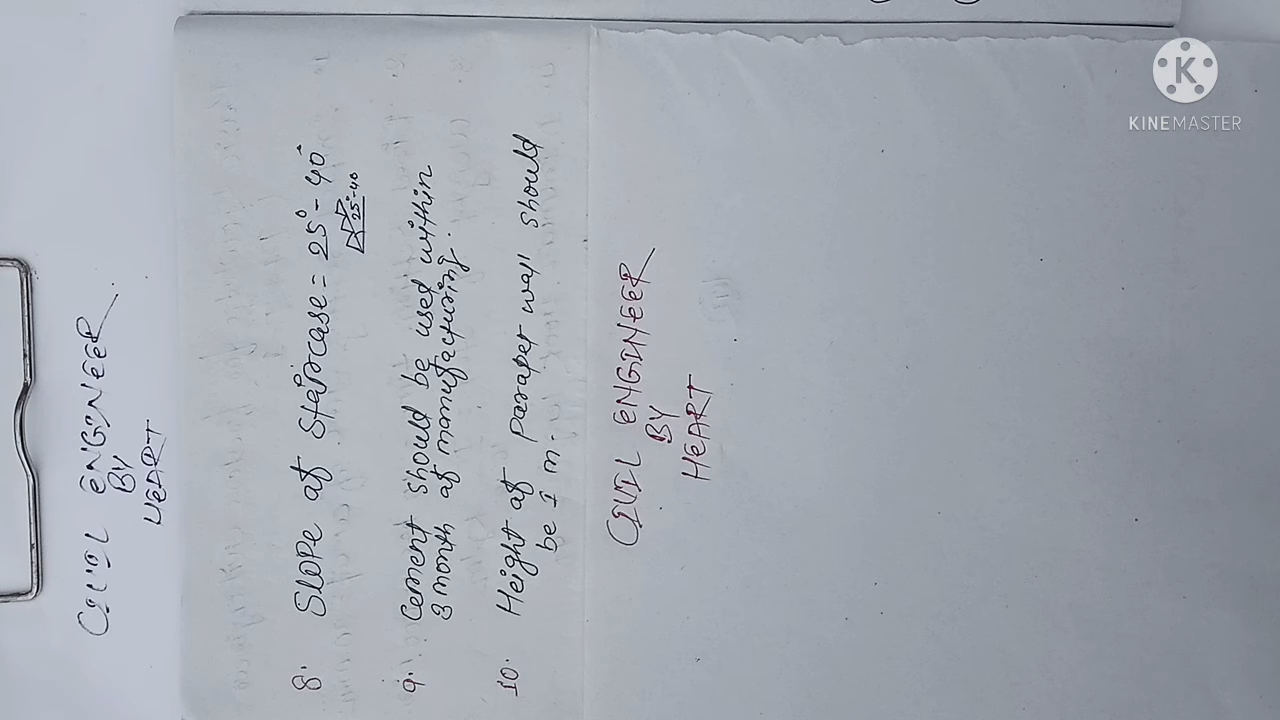 CIVIL ENGINEER
BY
HEART
8. Slope of Staircase = 25° - 40°
25°-40
9. Cement should be used within
3 month of manufacturing.
10. Height of parapet wall should
be 1 m.
CIVIL ENGINEER
BY
HEART
K
KINEMASTER